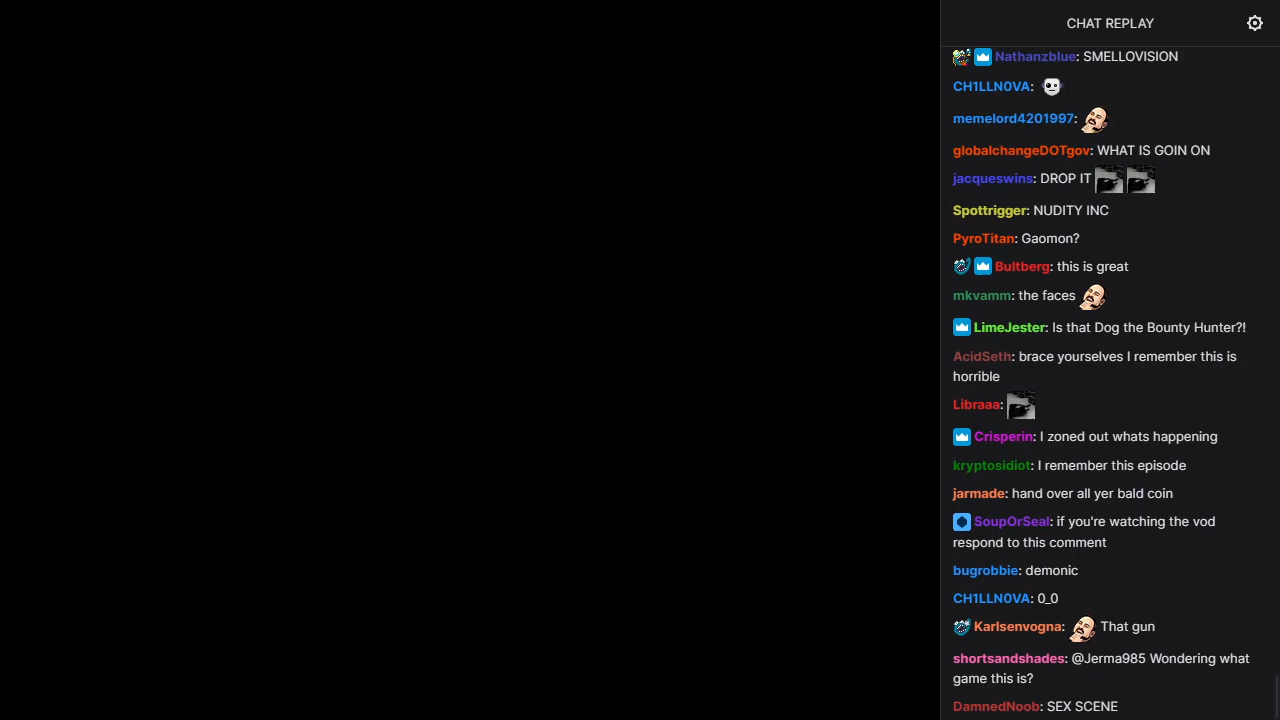 CHAT REPLAY
Nathanzblue: SMELLOVISION
CH1LLN0VA:
memelord4201997:
globalchangeDOTgov: WHAT IS GOIN ON
jacqueswins: DROP IT
Spottrigger: NUDITY INC
PyroTitan: Gaomon?
Bultberg: this is great
mkvamm: the faces
LimeJester: Is that Dog the Bounty Hunter?!
AcidSeth: brace yourselves I remember this is
horrible
Libraaa:
Crisperin: I zoned out whats happening
kryptosidiot: I remember this episode
jarmade: hand over all yer bald coin
SoupOrSeal: if you're watching the vod
respond to this comment
bugrobbie: demonic
CH1LLN0VA: 0_0
Karlsenvogna: That gun
shortsandshades: @Jerma985 Wondering what
game this is?
DamnedNoob: SEX SCENE